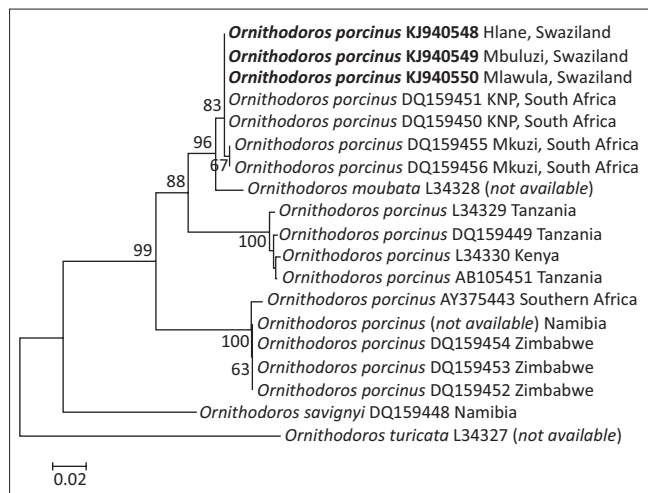 Ornithodoros porcinus KJ940548 Hlane, Swaziland
Ornithodoros porcinus KJ940549 Mbuluzi, Swaziland
Ornithodoros porcinus KJ940550 Mlawula, Swaziland
83
Ornithodoros porcinus DQ159451 KNP, South Africa
Ornithodoros porcinus DQ159450 KNP, South Africa
96
Ornithodoros porcinus DQ159455 Mkuzi, South Africa
67
Ornithodoros porcinus DQ159456 Mkuzi, South Africa
88
Ornithodoros moubata L34328 (not available)
Ornithodoros porcinus L34329 Tanzania
100
Ornithodoros porcinus DQ159449 Tanzania
99
Ornithodoros porcinus L34330 Kenya
Ornithodoros porcinus AB105451 Tanzania
Ornithodoros porcinus AY375443 Southern Africa
Ornithodoros porcinus (not available) Namibia
100
Ornithodoros porcinus DQ159454 Zimbabwe
63
Ornithodoros porcinus DQ159453 Zimbabwe
Ornithodoros porcinus DQ159452 Zimbabwe
Ornithodoros savignyi DQ159448 Namibia
Ornithodoros turicata L34327 (not available)
0.02